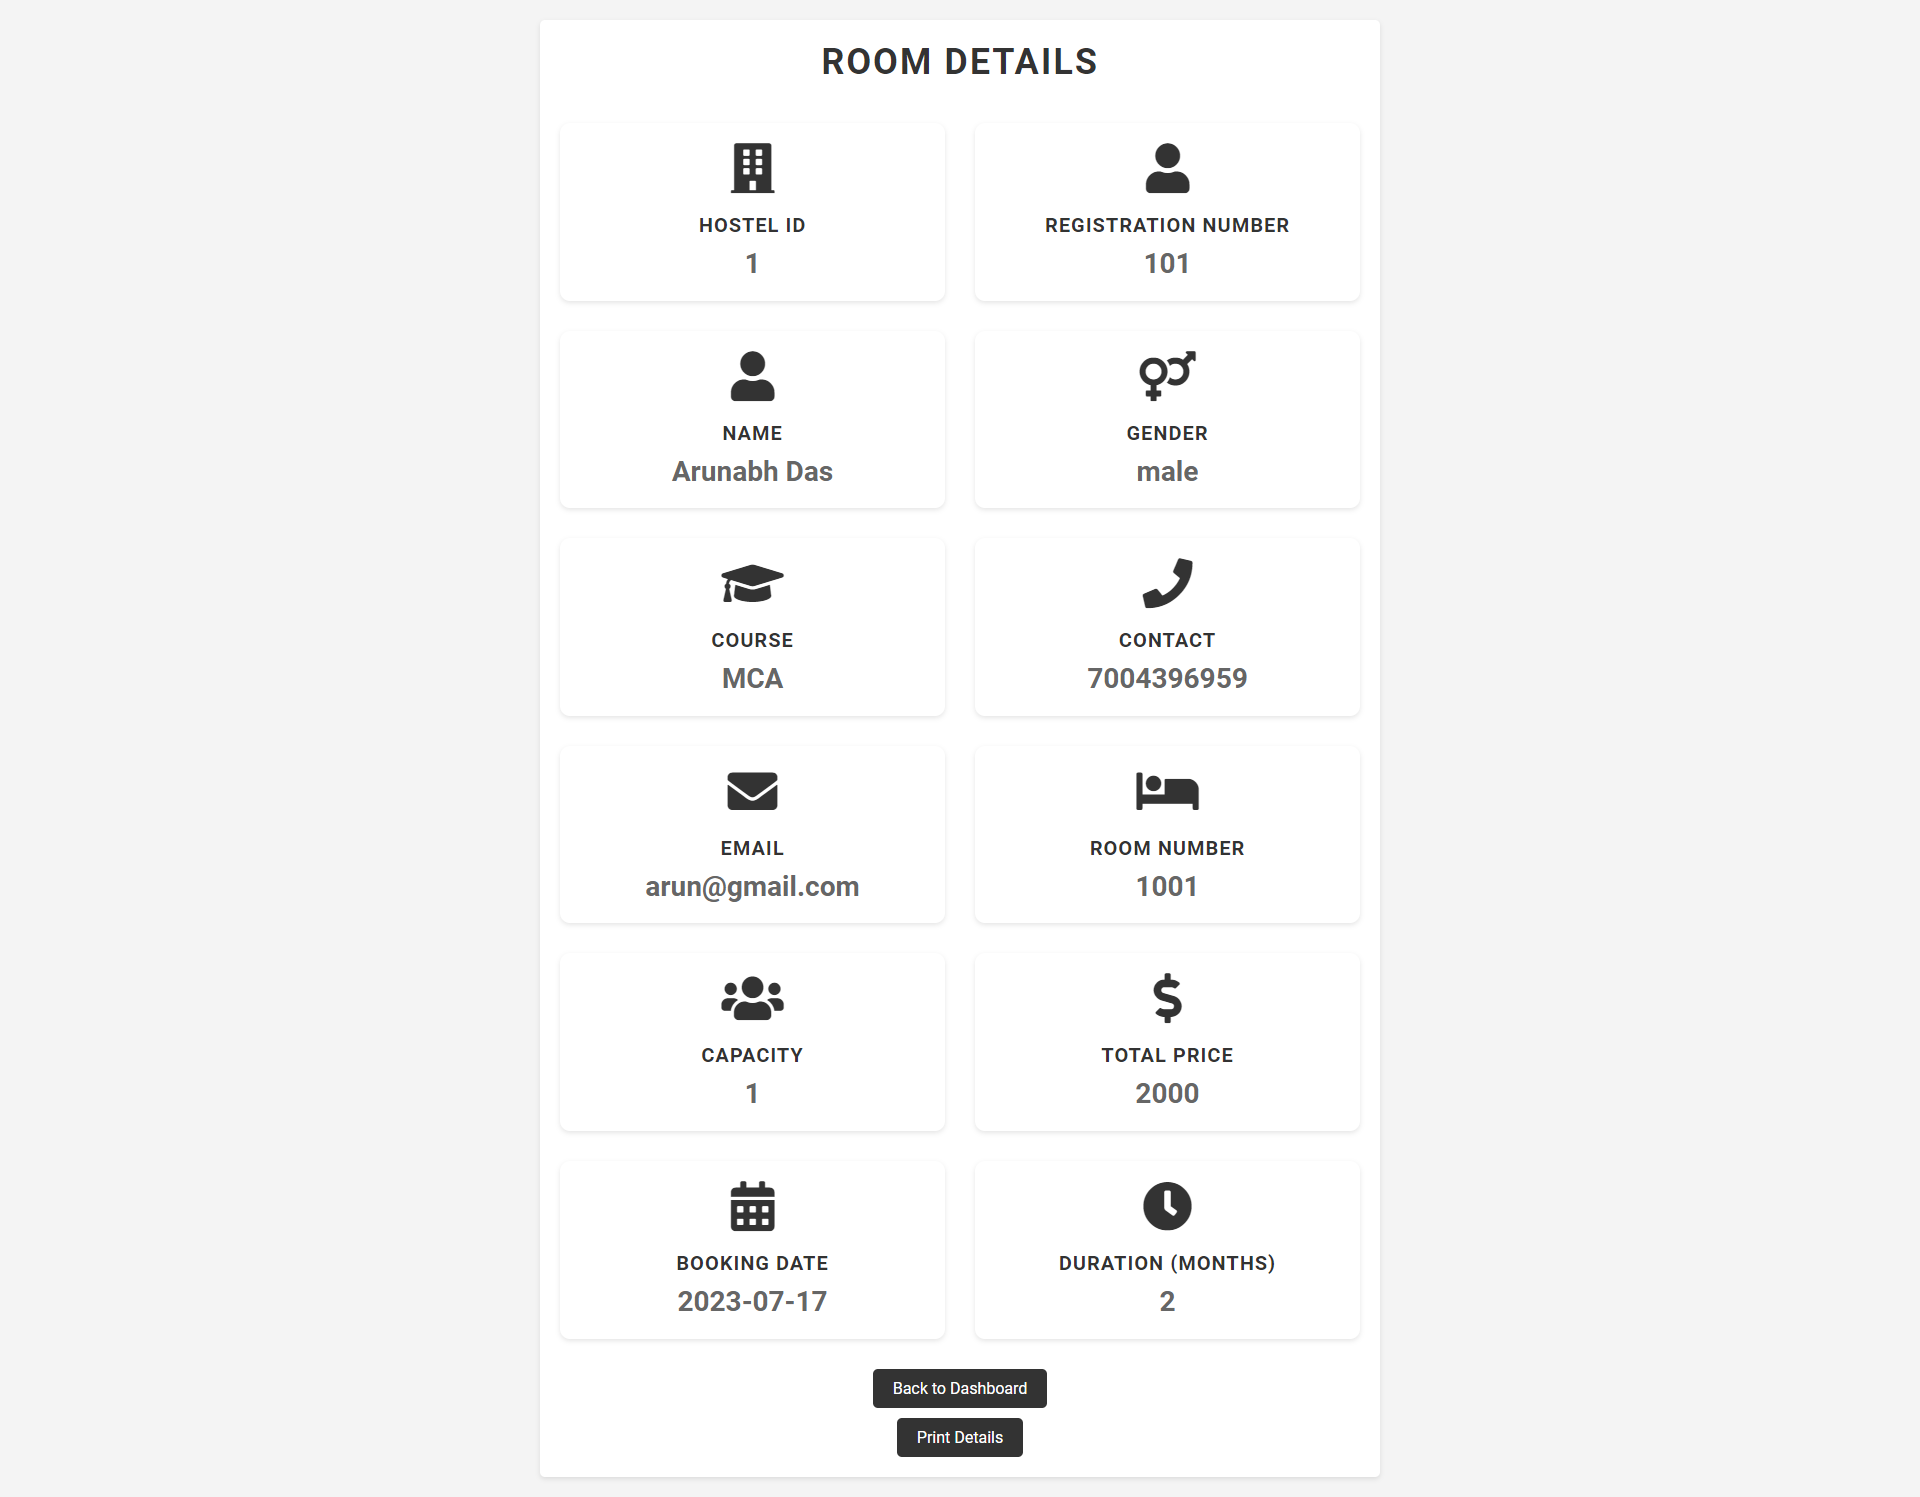 ROOM DETAILS
HOSTEL ID
1
REGISTRATION NUMBER
101
NAME
Arunabh Das
GENDER
male
COURSE
MCA
CONTACT
7004396959
EMAIL
arun@gmail.com
ROOM NUMBER
1001
CAPACITY
1
TOTAL PRICE
2000
BOOKING DATE
2023-07-17
DURATION (MONTHS)
2
Back to Dashboard
Print Details